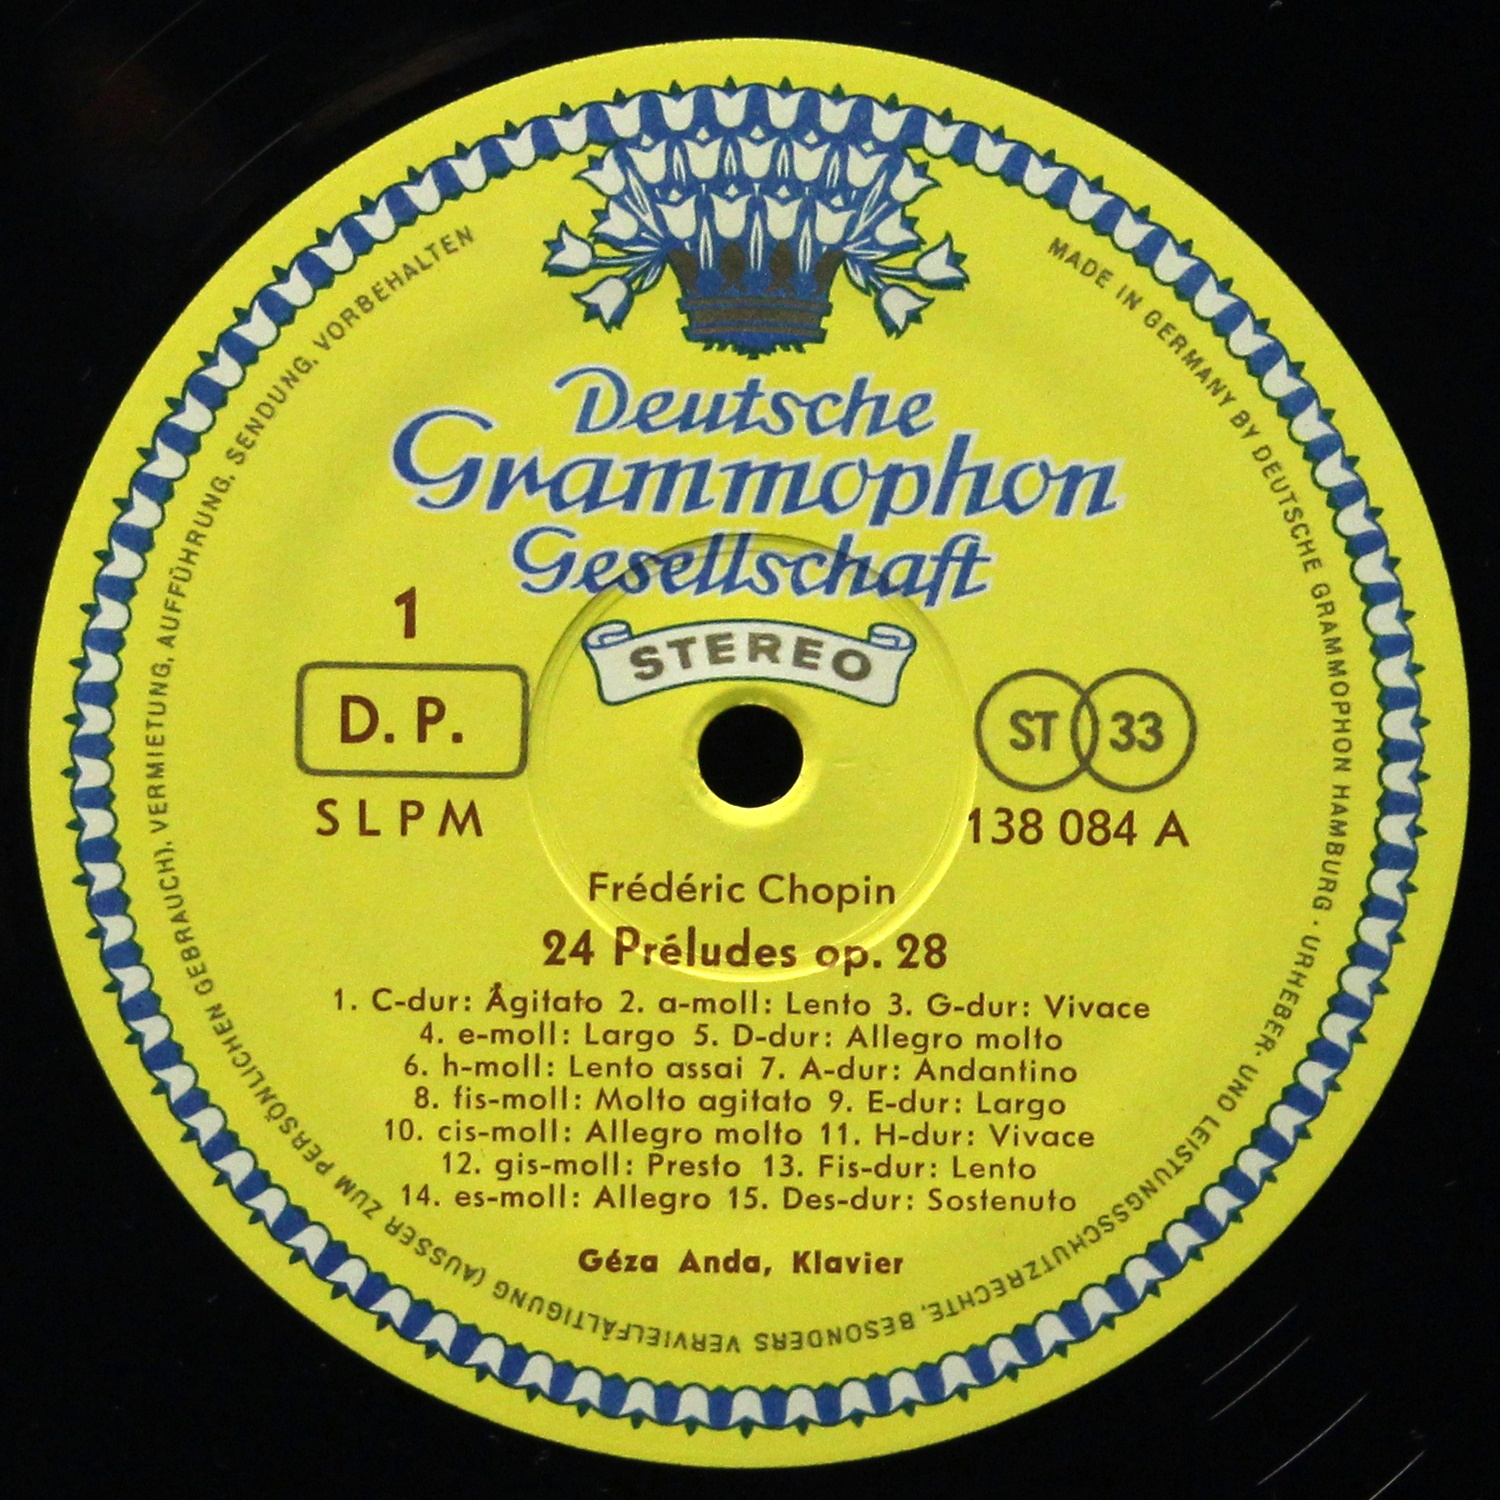 Deutsche
Grammophon
Gesellschaft
STEREO
1
D. P.
SLPM
ST 33
138 084 A
Frédéric Chopin
24 Préludes op. 28
1. C-dur: Agitato 2. a-moll: Lento 3. G-dur: Vivace
4. e-moll: Largo 5. D-dur: Allegro molto
6. h-moll: Lento assai 7. A-dur: Andantino
8. fis-moll: Molto agitato 9. E-dur: Largo
10. cis-moll: Allegro molto 11. H-dur: Vivace
12. gis-moll: Presto 13. Fis-dur: Lento
14. es-moll: Allegro 15. Des-dur: Sostenuto
Géza Anda, Klavier
MADE IN GERMANY BY DEUTSCHE GRAMMOPHON HAMBURG · URHEBER- UND LEISTUNGSSCHUTZRECHTE, BESONDERS VERVIELFÄLTIGUNG (AUSSER ZUM PERSÖNLICHEN GEBRAUCH), VERMIETUNG, AUFFÜHRUNG, SENDUNG, VORBEHALTEN